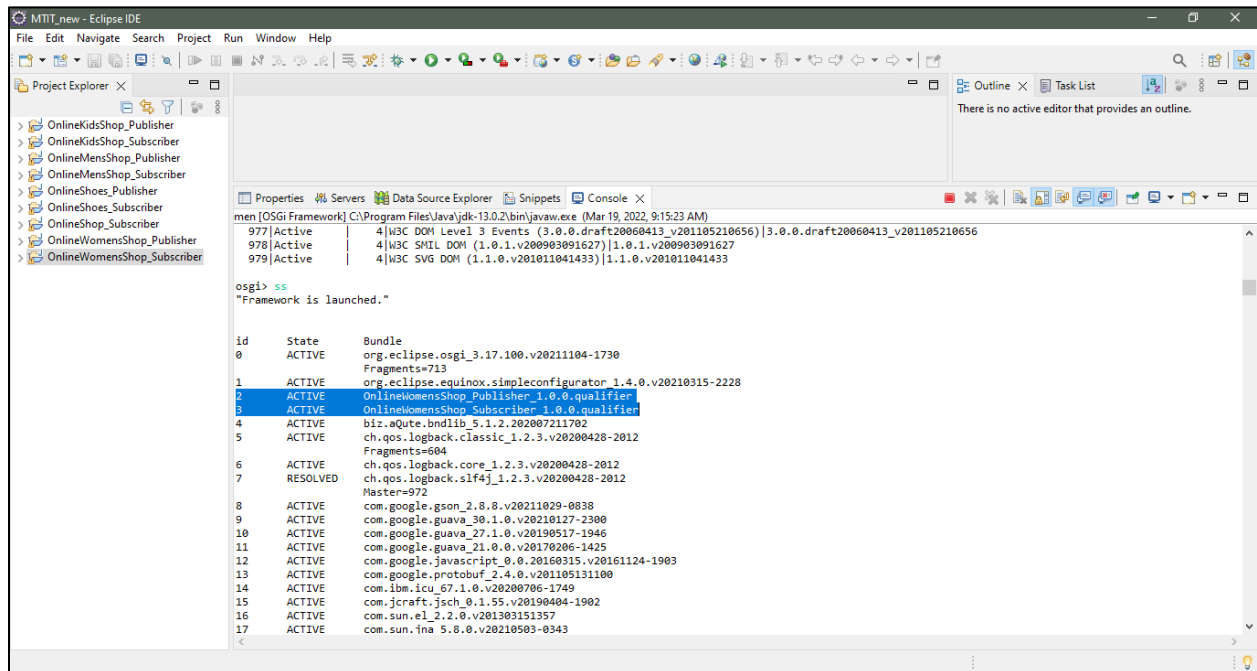 MTIT_new - Eclipse IDE
File Edit Navigate Search Project Run Window Help
Project Explorer
OnlineKidsShop_Publisher
OnlineKidsShop_Subscriber
OnlineMensShop_Publisher
OnlineMensShop_Subscriber
OnlineShoes_Publisher
OnlineShoes_Subscriber
OnlineShop_Subscriber
OnlineWomensShop_Publisher
OnlineWomensShop_Subscriber
Outline Task List
There is no active editor that provides an outline.
Properties Servers Data Source Explorer Snippets Console
men [OSGi Framework] C:\Program Files\Java\jdk-13.0.2\bin\javaw.exe (Mar 19, 2022, 9:15:23 AM)
977|Active | 4|W3C DOM Level 3 Events (3.0.0.draft20060413_v201105210656)|3.0.0.draft20060413_v201105210656
978|Active | 4|W3C SMIL DOM (1.0.1.v200903091627)|1.0.1.v200903091627
979|Active | 4|W3C SVG DOM (1.1.0.v201011041433)|1.1.0.v201011041433
osgi> ss
"Framework is launched."
id State Bundle
0 ACTIVE org.eclipse.osgi_3.17.100.v20211104-1730
Fragments=713
1 ACTIVE org.eclipse.equinox.simpleconfigurator_1.4.0.v20210315-2228
2 ACTIVE OnlineWomensShop_Publisher_1.0.0.qualifier
3 ACTIVE OnlineWomensShop_Subscriber_1.0.0.qualifier
4 ACTIVE biz.aQute.bndlib_5.1.2.202007211702
5 ACTIVE ch.qos.logback.classic_1.2.3.v20200428-2012
Fragments=604
6 ACTIVE ch.qos.logback.core_1.2.3.v20200428-2012
7 RESOLVED ch.qos.logback.slf4j_1.2.3.v20200428-2012
Master=972
8 ACTIVE com.google.gson_2.8.8.v20211029-0838
9 ACTIVE com.google.guava_30.1.0.v20210127-2300
10 ACTIVE com.google.guava_27.1.0.v20190517-1946
11 ACTIVE com.google.guava_21.0.0.v20170206-1425
12 ACTIVE com.google.javascript_0.0.20160315.v20161124-1903
13 ACTIVE com.google.protobuf_2.4.0.v201105131100
14 ACTIVE com.ibm.icu_67.1.0.v20200706-1749
15 ACTIVE com.jcraft.jsch_0.1.55.v20190404-1902
16 ACTIVE com.sun.el_2.2.0.v201303151357
17 ACTIVE com.sun.jna_5.8.0.v20210503-0343